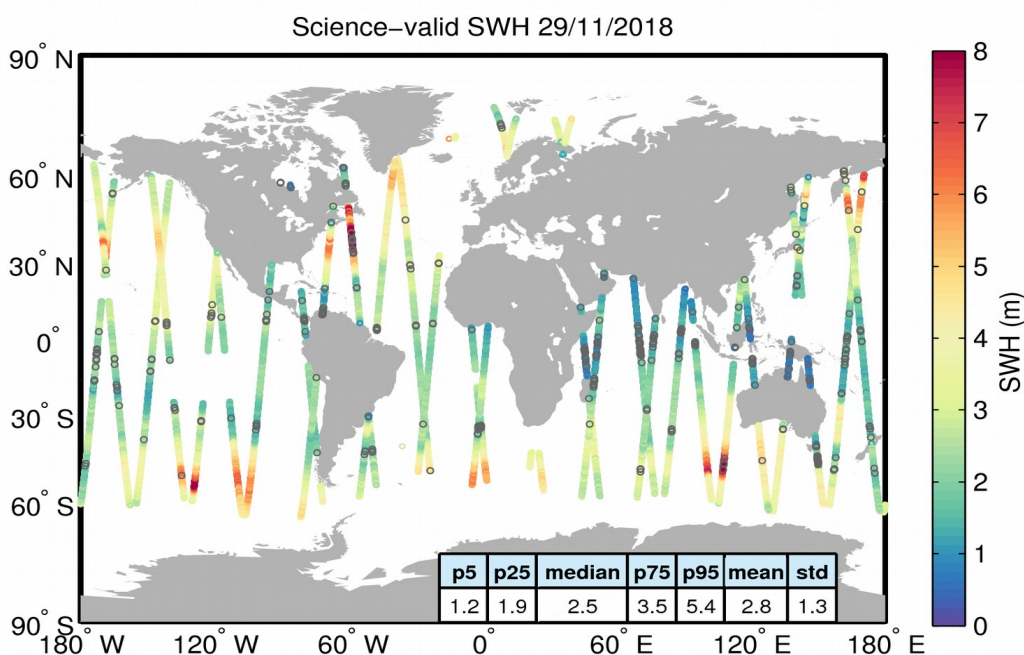 Science−valid SWH 29/11/2018
90° N
60° N
30° N
0°
30° S
60° S
90° S
180° W
120° W
60° W
0°
60° E
120° E
180° E
p5 p25 median p75 p95 mean std
1.2 1.9 2.5 3.5 5.4 2.8 1.3
8
7
6
5
4
3
2
1
0
SWH (m)